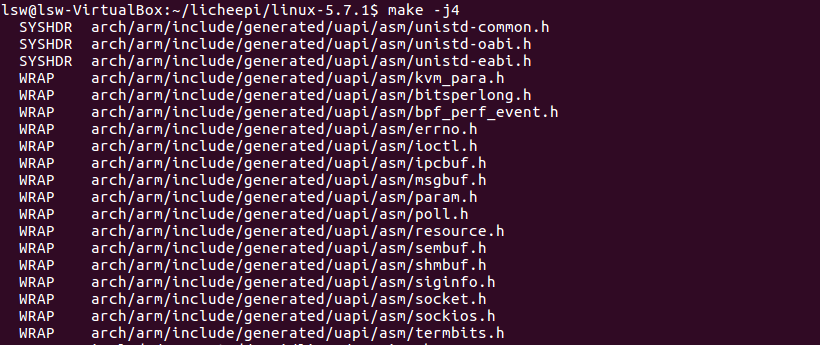 lsw@lsw-VirtualBox:~/licheepi/linux-5.7.1$ make -j4
SYSHDR arch/arm/include/generated/uapi/asm/unistd-common.h
SYSHDR arch/arm/include/generated/uapi/asm/unistd-oabi.h
SYSHDR arch/arm/include/generated/uapi/asm/unistd-eabi.h
WRAP arch/arm/include/generated/uapi/asm/kvm_para.h
WRAP arch/arm/include/generated/uapi/asm/bitsperlong.h
WRAP arch/arm/include/generated/uapi/asm/bpf_perf_event.h
WRAP arch/arm/include/generated/uapi/asm/errno.h
WRAP arch/arm/include/generated/uapi/asm/ioctl.h
WRAP arch/arm/include/generated/uapi/asm/ipcbuf.h
WRAP arch/arm/include/generated/uapi/asm/msgbuf.h
WRAP arch/arm/include/generated/uapi/asm/param.h
WRAP arch/arm/include/generated/uapi/asm/poll.h
WRAP arch/arm/include/generated/uapi/asm/resource.h
WRAP arch/arm/include/generated/uapi/asm/sembuf.h
WRAP arch/arm/include/generated/uapi/asm/shmbuf.h
WRAP arch/arm/include/generated/uapi/asm/siginfo.h
WRAP arch/arm/include/generated/uapi/asm/socket.h
WRAP arch/arm/include/generated/uapi/asm/sockios.h
WRAP arch/arm/include/generated/uapi/asm/termbits.h